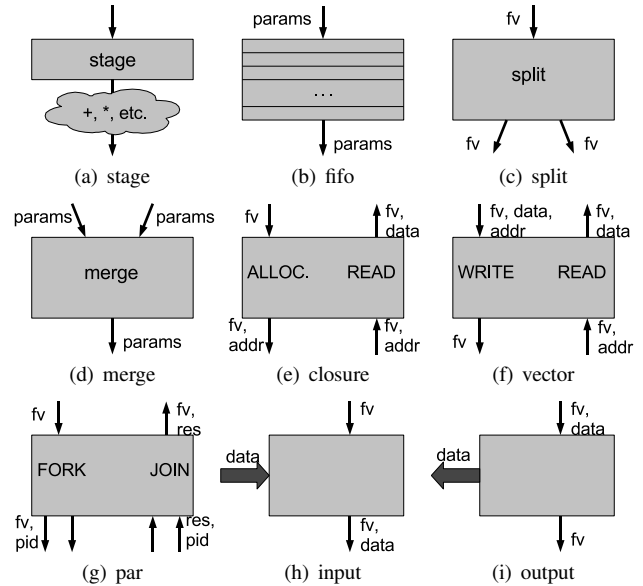 stage
+, *, etc.
(a) stage
params
...
params
(b) fifo
fv
split
fv fv
(c) split
params params
merge
params
(d) merge
fv fv, data
ALLOC. READ
fv, addr fv, addr
(e) closure
fv, data, addr fv, data
WRITE READ
fv fv, addr
(f) vector
fv fv, res
FORK JOIN
fv, pid res, pid
(g) par
fv
data
fv, data
(h) input
fv, data
data
fv
(i) output